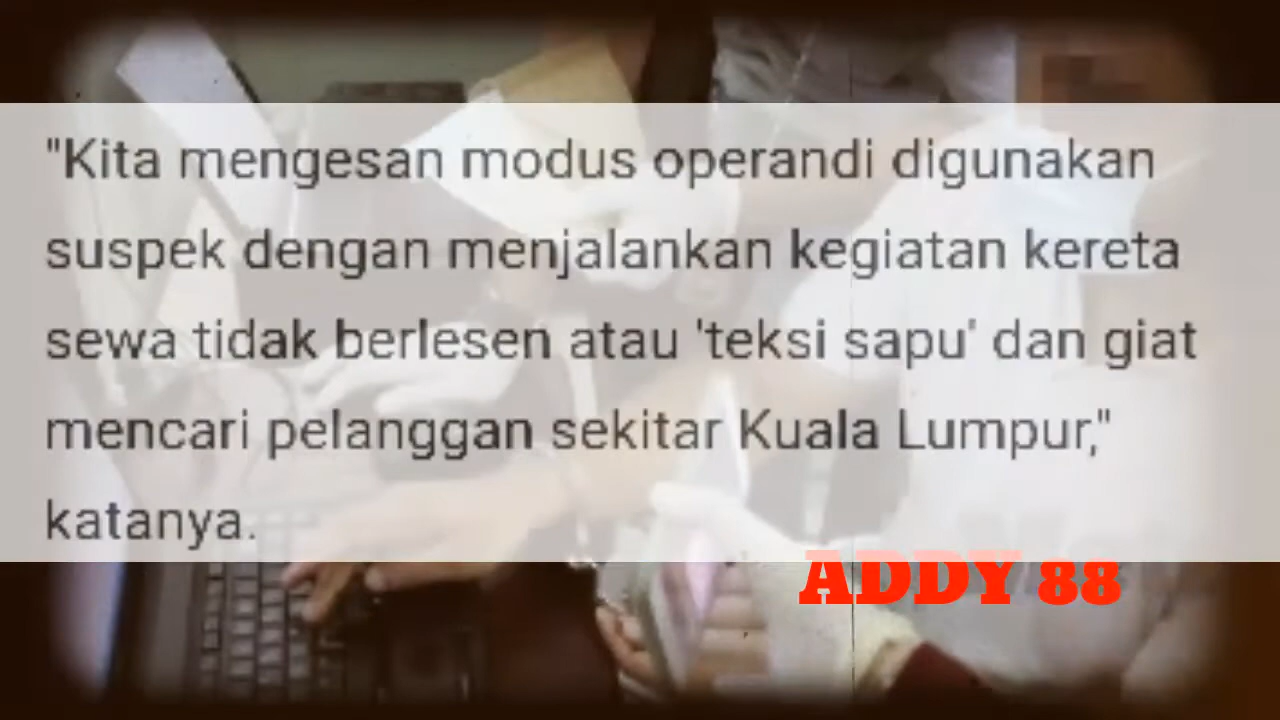 "Kita mengesan modus operandi digunakan
suspek dengan menjalankan kegiatan kereta
sewa tidak berlesen atau 'teksi sapu' dan giat
mencari pelanggan sekitar Kuala Lumpur,"
katanya.
ADDY 88